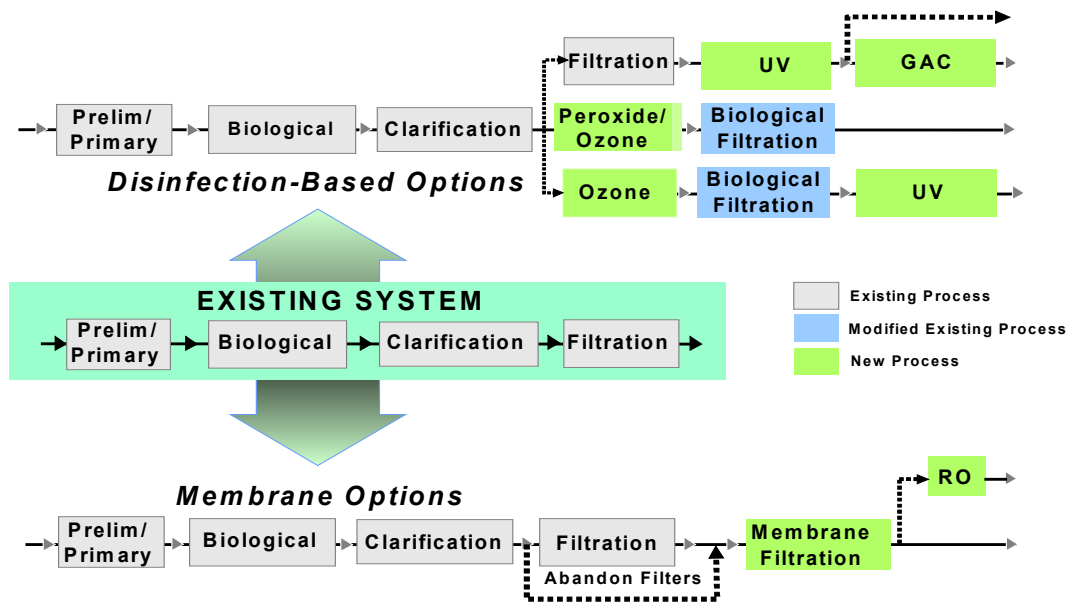 Filtration
UV
GAC
Prelim/
Primary
Biological
Clarification
Peroxide/
Ozone
Biological
Filtration
Disinfection-Based Options
Ozone
Biological
Filtration
UV
EXISTING SYSTEM
Prelim/
Primary
Biological
Clarification
Filtration
Existing Process
Modified Existing Process
New Process
Membrane Options
RO
Prelim/
Primary
Biological
Clarification
Filtration
Membrane
Filtration
Abandon Filters